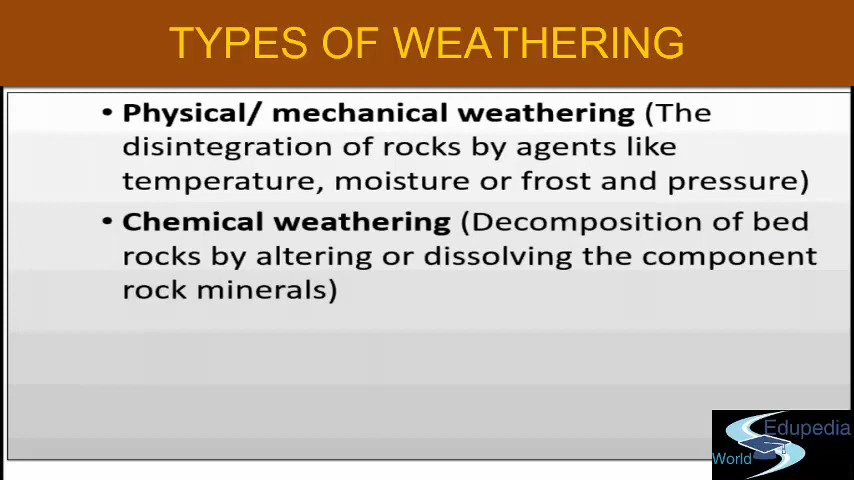 TYPES OF WEATHERING
• Physical/ mechanical weathering (The
disintegration of rocks by agents like
temperature, moisture or frost and pressure)
• Chemical weathering (Decomposition of bed
rocks by altering or dissolving the component
rock minerals)
Edupedia
World